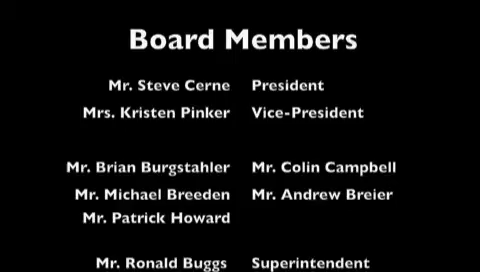 Board Members
Mr. Steve Cerne President
Mrs. Kristen Pinker Vice-President
Mr. Brian Burgstahler Mr. Colin Campbell
Mr. Michael Breeden Mr. Andrew Breier
Mr. Patrick Howard
Mr. Ronald Buggs Superintendent